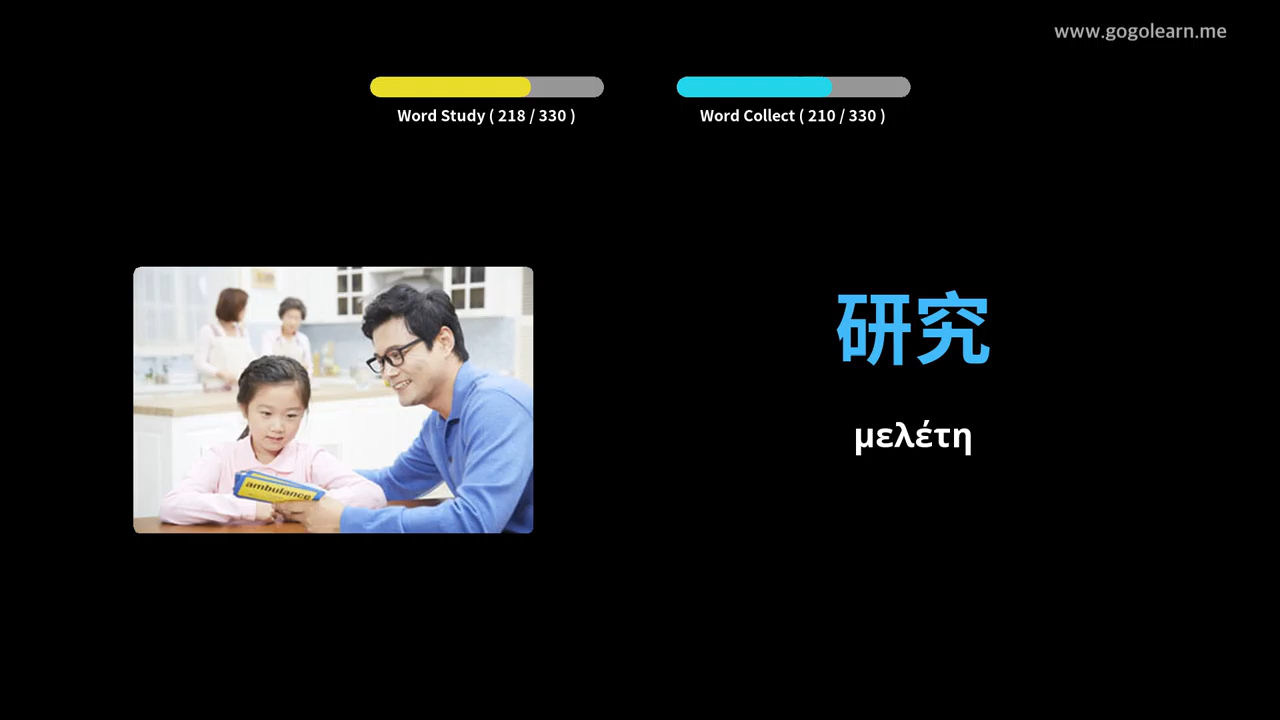 www.gogolearn.me
Word Study ( 218 / 330 )
Word Collect ( 210 / 330 )
研究
μελέτη
ambulance